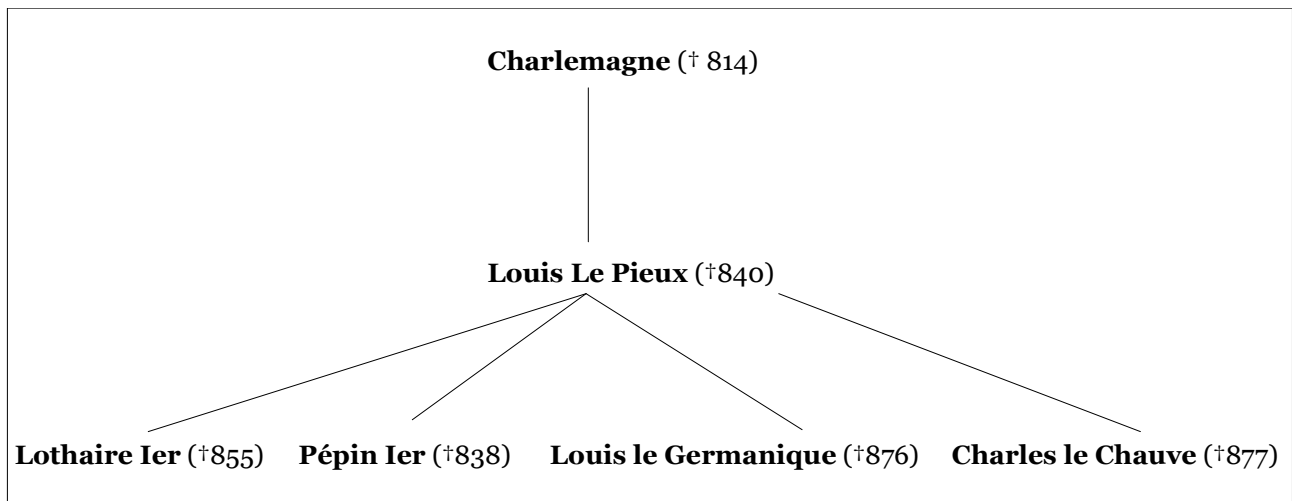 Charlemagne († 814)
Louis Le Pieux (†840)
Lothaire Ier (†855) Pépin Ier (†838) Louis le Germanique (†876) Charles le Chauve (†877)